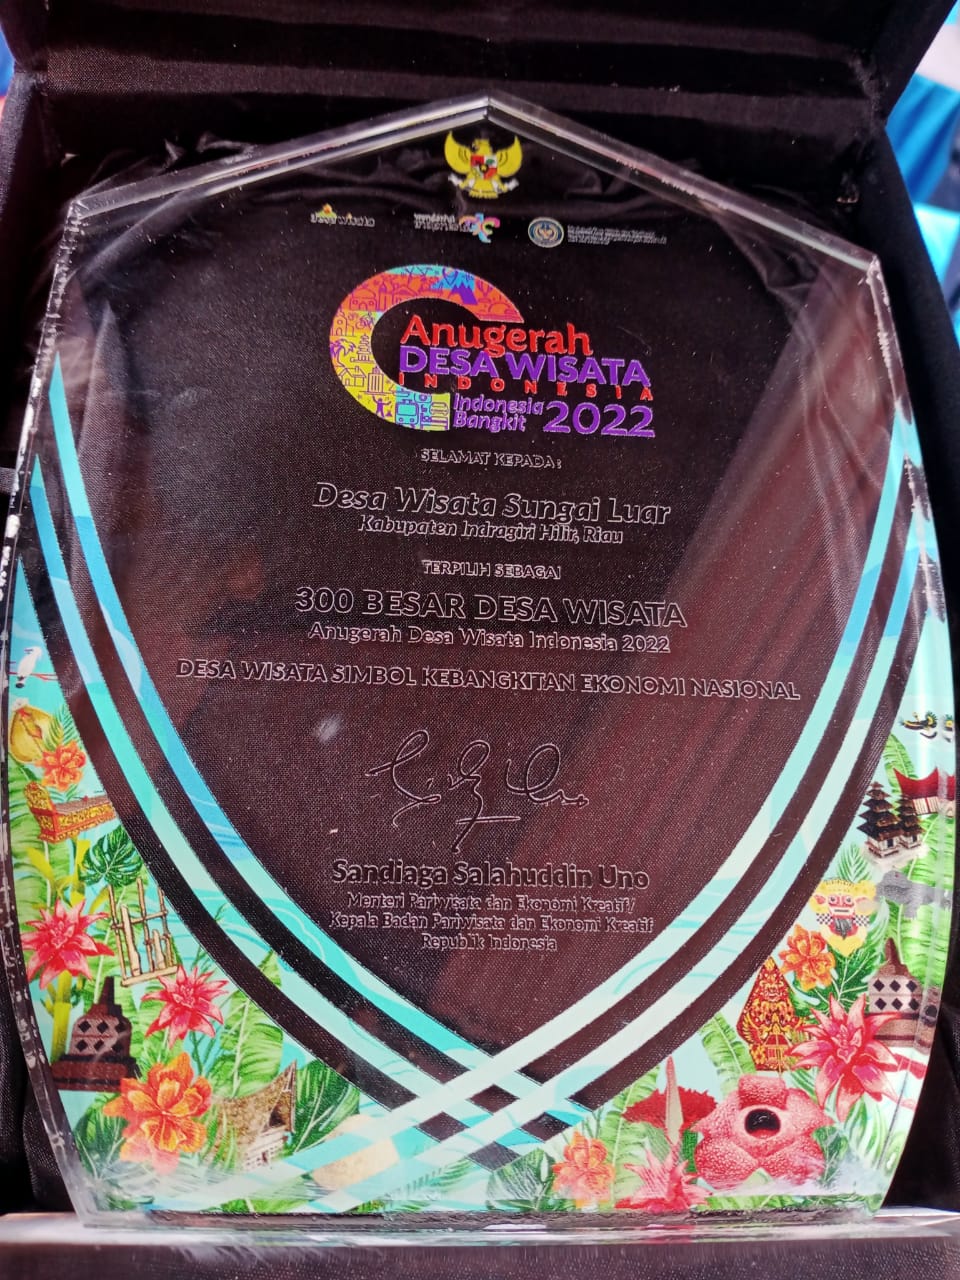 Anugerah
DESA WISATA
INDONESIA
Indonesia
Bangkit 2022
SELAMAT KEPADA:
Desa Wisata Sungai Luar
Kabupaten Indragiri Hilir, Riau
TERPILIH SEBAGAI
300 BESAR DESA WISATA
Anugerah Desa Wisata Indonesia 2022
DESA WISATA SIMBOL KEBANGKITAN EKONOMI NASIONAL
Sandiaga Salahuddin Uno
Menteri Pariwisata dan Ekonomi Kreatif/
Kepala Badan Pariwisata dan Ekonomi Kreatif
Republik Indonesia